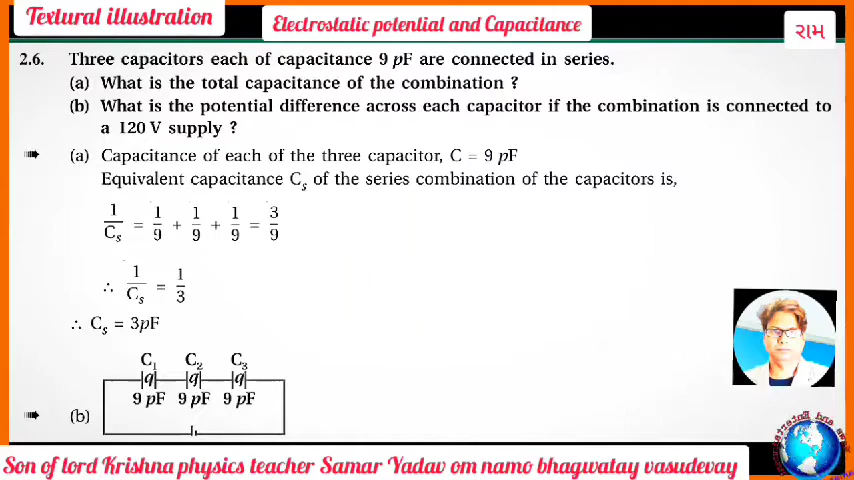 Textural illustration
Electrostatic potential and Capacitance
રામ
2.6. Three capacitors each of capacitance 9 pF are connected in series.
(a) What is the total capacitance of the combination ?
(b) What is the potential difference across each capacitor if the combination is connected to
a 120 V supply ?
➠ (a) Capacitance of each of the three capacitor, C = 9 pF
Equivalent capacitance Cₛ of the series combination of the capacitors is,
1/Cₛ = 1/9 + 1/9 + 1/9 = 3/9
∴ 1/Cₛ = 1/3
∴ Cₛ = 3pF
C₁ C₂ C₃
q q q
9 pF 9 pF 9 pF
➠ (b)
Son of lord Krishna physics teacher Samar Yadav om namo bhagwatay vasudevay